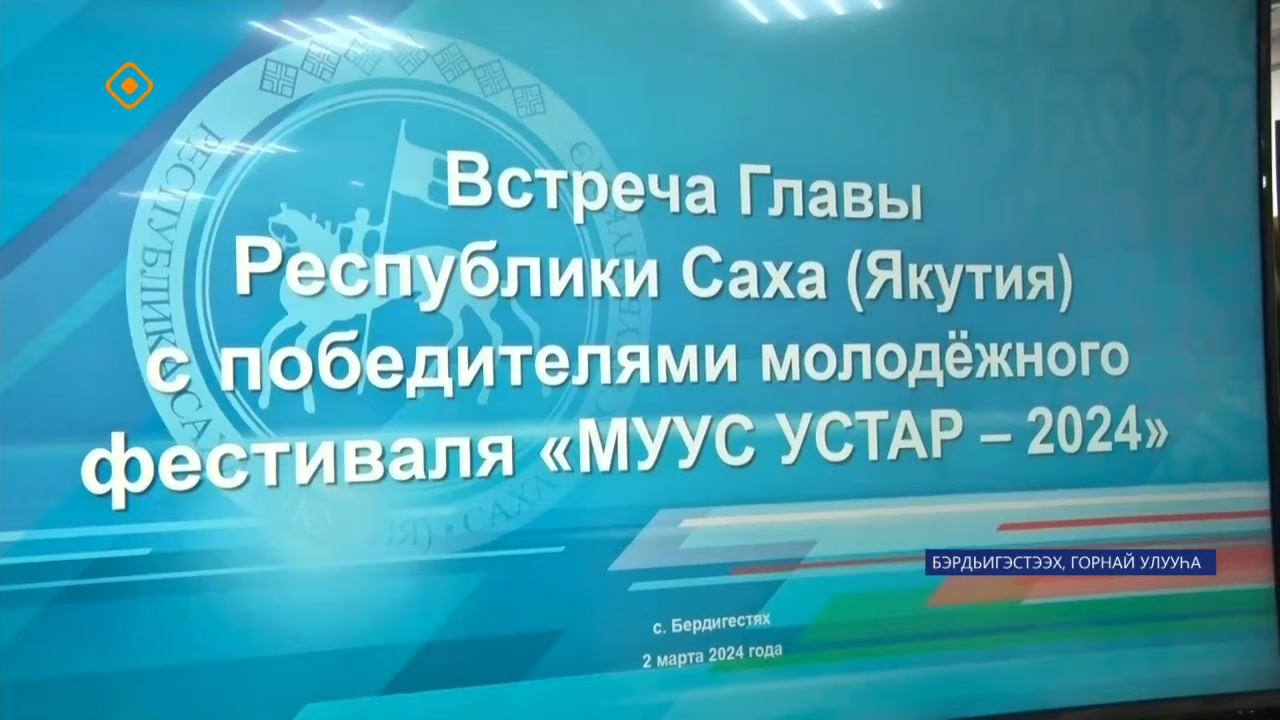 Встреча Главы
Республики Саха (Якутия)
с победителями молодёжного
фестиваля «МУУС УСТАР – 2024»
БЭРДЬИГЭСТЭЭХ, ГОРНАЙ УЛУУҺА
с. Бердигестях
2 марта 2024 года